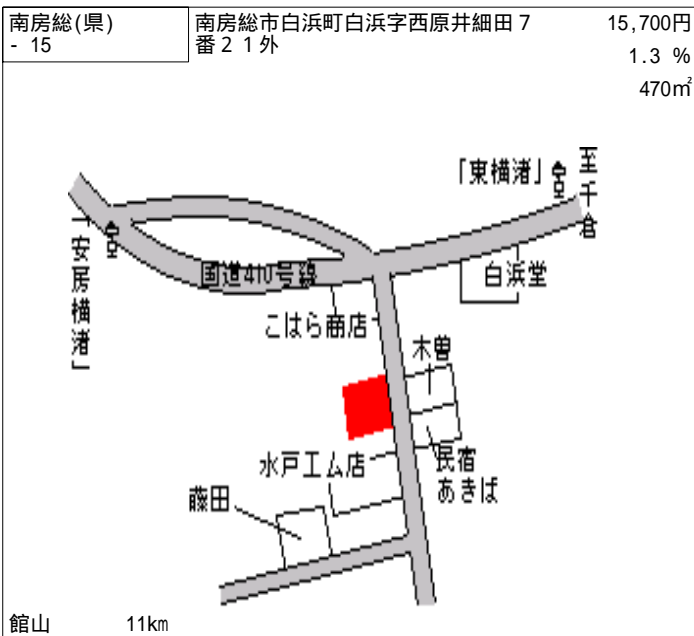 南房総(県)
- 15
南房総市白浜町白浜字西原井細田７
番２１外
15,700円
1.3 %
470㎡
「東横渚」
至千倉
「安房横渚」
国道410号線
白浜堂
こはら商店
木曽
水戸工ム店
民宿
あきば
藤田
館山 11km